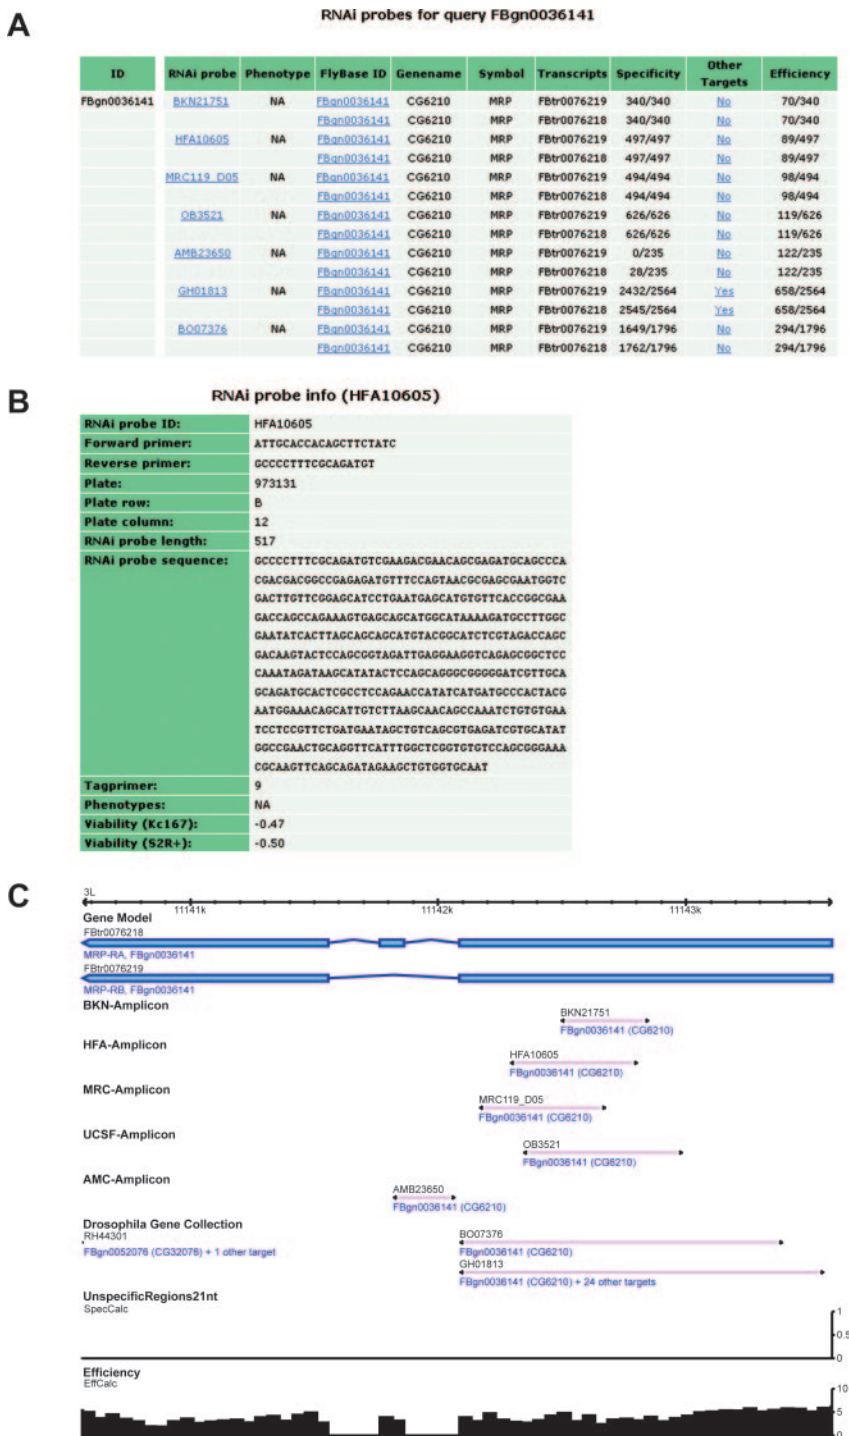 A
RNAi probes for query FBgn0036141
ID RNAi probe Phenotype FlyBase ID Genename Symbol Transcripts Specificity Other Targets Efficiency
FBgn0036141 BKN21751 NA FBgn0036141 CG6210 MRP FBtr0076219 340/340 No 70/340
FBgn0036141 CG6210 MRP FBtr0076218 340/340 No 70/340
HFA10605 NA FBgn0036141 CG6210 MRP FBtr0076219 497/497 No 89/497
FBgn0036141 CG6210 MRP FBtr0076218 497/497 No 89/497
MRC119_D05 NA FBgn0036141 CG6210 MRP FBtr0076219 494/494 No 98/494
FBgn0036141 CG6210 MRP FBtr0076218 494/494 No 98/494
OB3521 NA FBgn0036141 CG6210 MRP FBtr0076219 626/626 No 119/626
FBgn0036141 CG6210 MRP FBtr0076218 626/626 No 119/626
AMB23650 NA FBgn0036141 CG6210 MRP FBtr0076219 0/235 No 122/235
FBgn0036141 CG6210 MRP FBtr0076218 28/235 No 122/235
GH01813 NA FBgn0036141 CG6210 MRP FBtr0076219 2432/2564 Yes 658/2564
FBgn0036141 CG6210 MRP FBtr0076218 2545/2564 Yes 658/2564
BO07376 NA FBgn0036141 CG6210 MRP FBtr0076219 1649/1796 No 294/1796
FBgn0036141 CG6210 MRP FBtr0076218 1762/1796 No 294/1796
B
RNAi probe info (HFA10605)
RNAi probe ID: HFA10605
Forward primer: ATTGCACCACAGCTTCTATC
Reverse primer: GCCCCTTTCGCAGATGT
Plate: 973131
Plate row: B
Plate column: 12
RNAi probe length: 517
RNAi probe sequence: GCCCCTTTCGCAGATGTCGAAGACGAACAGCGAGATGCAGCCCA
CGACGACGGCCGAGAGATGTTTCCAGTAACGCGAGCGAATGGTC
GACTTGTTCGGAGCATCCTGAATGAGCATGTGTTCACCGGCGAA
GACCAGCCAGAAAGTGAGCAGCATGGCATAAAAGATGCCTTGGC
GAATATCACTTAGCAGCAGCATGTACGGCATCTCGTAGACCAGC
GACAAGTACTCCAGCGGTAGATTGAGGAAGGTCAGAGCGGCTCC
CAAATAGATAAGCATATACTCCAGCAGGGCGGGGGATCGTTGCA
GCAGATGCACTCGCCTCCAGAACCATATCATGATGCCCACTACG
AATGGAAACAGCATTGTCTTAAGCAACAGCCAAATCTGTGTGAA
TCCTCCGTTCTGATGAATAGCTGTCAGCGTGAGATCGTGCATAT
GGCCGAACTGCAGGTTCATTTGGCTCGGTGTGTCCAGCGGGAAA
CGCAAGTTCAGCAGATAGAAGCTGTGGTGCAAT
Tagprimer: 9
Phenotypes: NA
Viability (Kc167): -0.47
Viability (S2R+): -0.50
C
3L
11141k 11142k 11143k
Gene Model
FBtr0076218
MRP-RA, FBgn0036141
FBtr0076219
MRP-RB, FBgn0036141
BKN-Amplicon
BKN21751
FBgn0036141 (CG6210)
HFA-Amplicon
HFA10605
FBgn0036141 (CG6210)
MRC-Amplicon
MRC119_D05
FBgn0036141 (CG6210)
UCSF-Amplicon
OB3521
FBgn0036141 (CG6210)
AMC-Amplicon
AMB23650
FBgn0036141 (CG6210)
Drosophila Gene Collection
RH44301 BO07376
FBgn0052076 (CG32076) + 1 other target FBgn0036141 (CG6210)
GH01813
FBgn0036141 (CG6210) + 24 other targets
UnspecificRegions21nt
SpecCalc
1
0.5
0
Efficiency
EffCalc
10
5
0